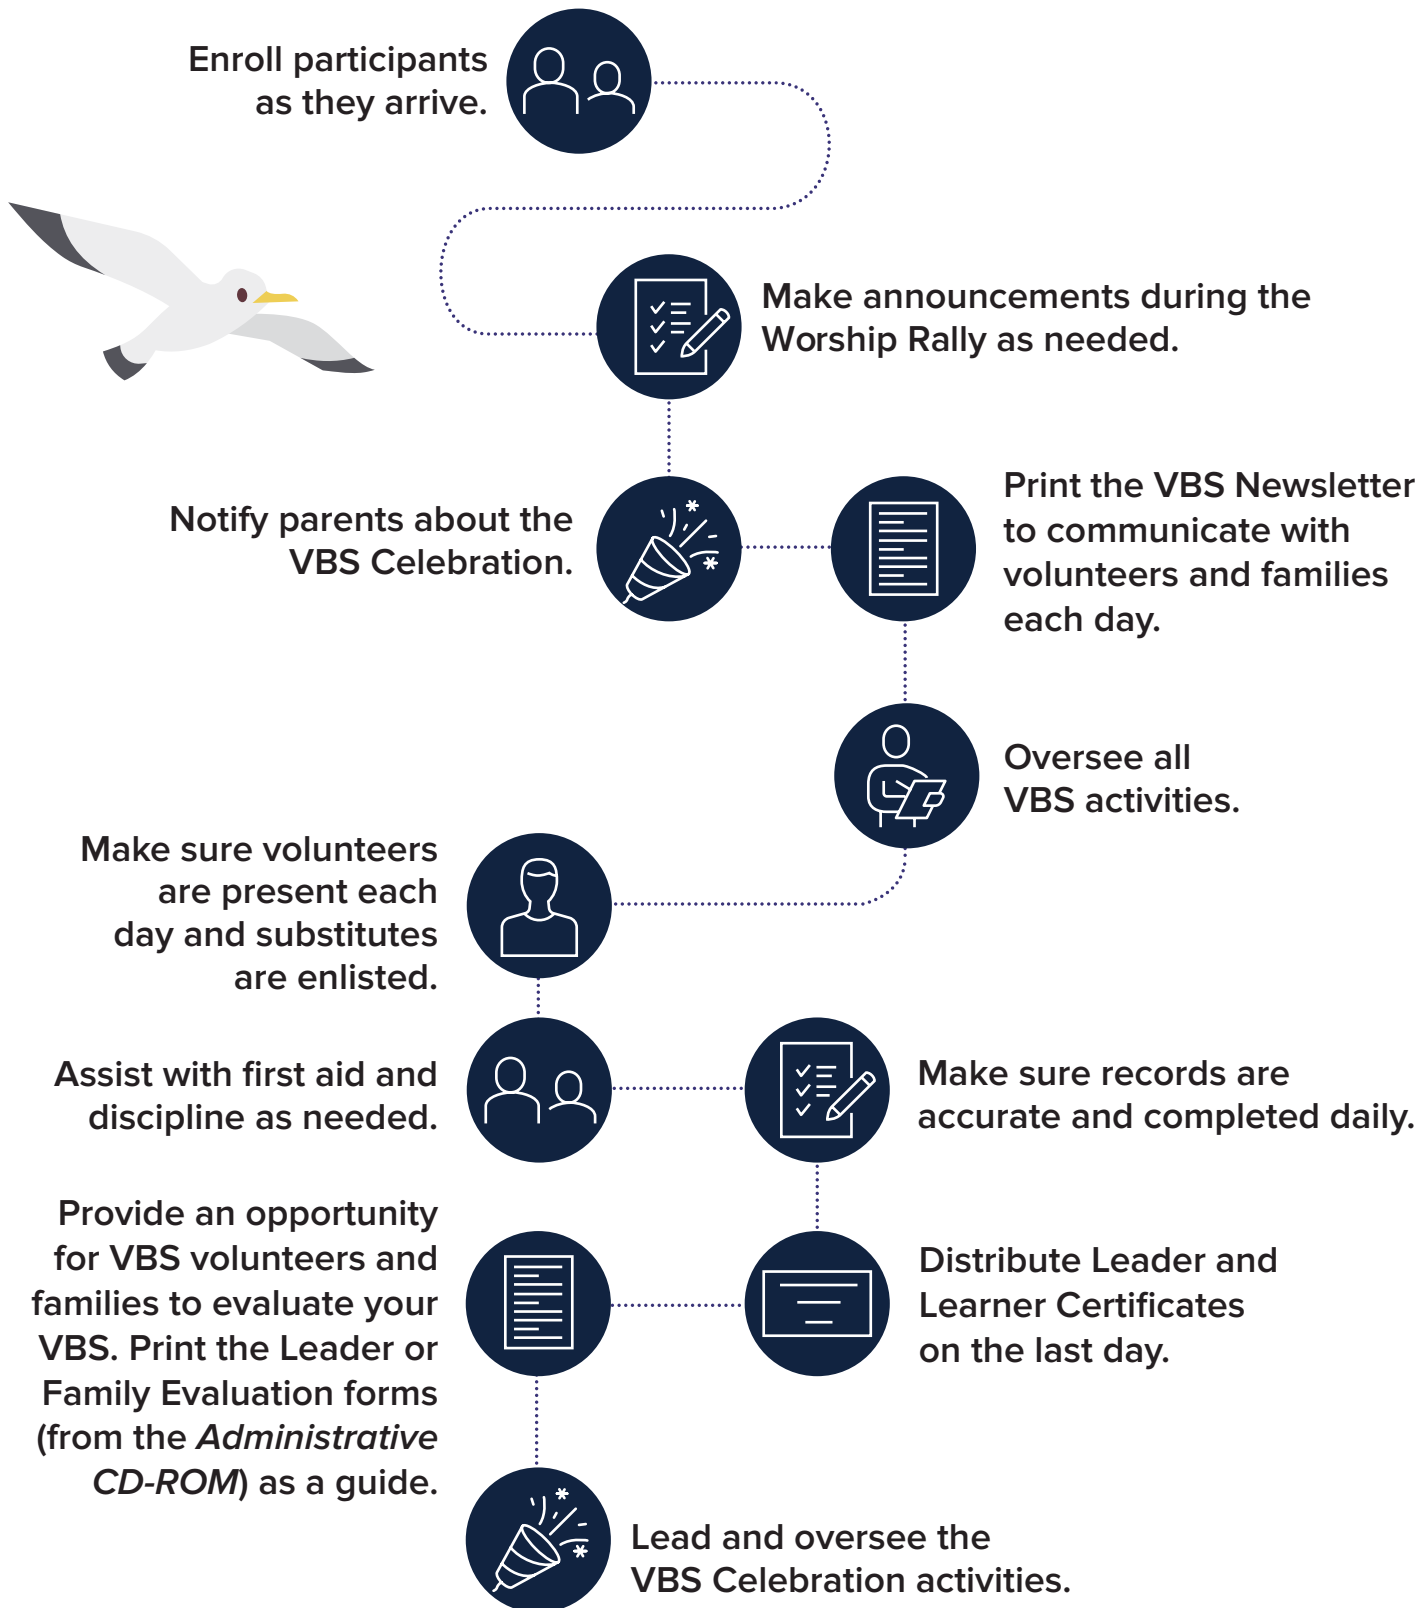 Enroll participants
as they arrive.
Make announcements during the
Worship Rally as needed.
Notify parents about the
VBS Celebration.
Print the VBS Newsletter
to communicate with
volunteers and families
each day.
Oversee all
VBS activities.
Make sure volunteers
are present each
day and substitutes
are enlisted.
Assist with first aid and
discipline as needed.
Make sure records are
accurate and completed daily.
Distribute Leader and
Learner Certificates
on the last day.
Provide an opportunity
for VBS volunteers and
families to evaluate your
VBS. Print the Leader or
Family Evaluation forms
(from the Administrative
CD-ROM) as a guide.
Lead and oversee the
VBS Celebration activities.